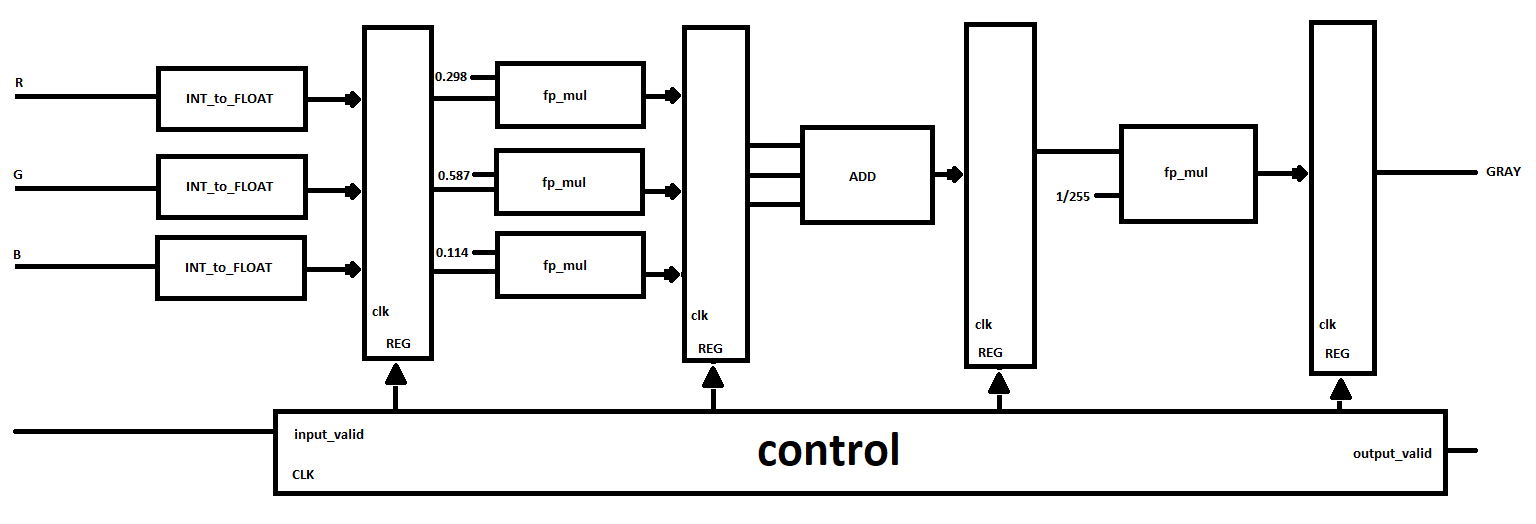 R
INT_to_FLOAT
G
INT_to_FLOAT
B
INT_to_FLOAT
clk
REG
0.298
fp_mul
0.587
fp_mul
0.114
fp_mul
clk
REG
ADD
clk
REG
1/255
fp_mul
clk
REG
GRAY
input_valid
CLK
control
output_valid